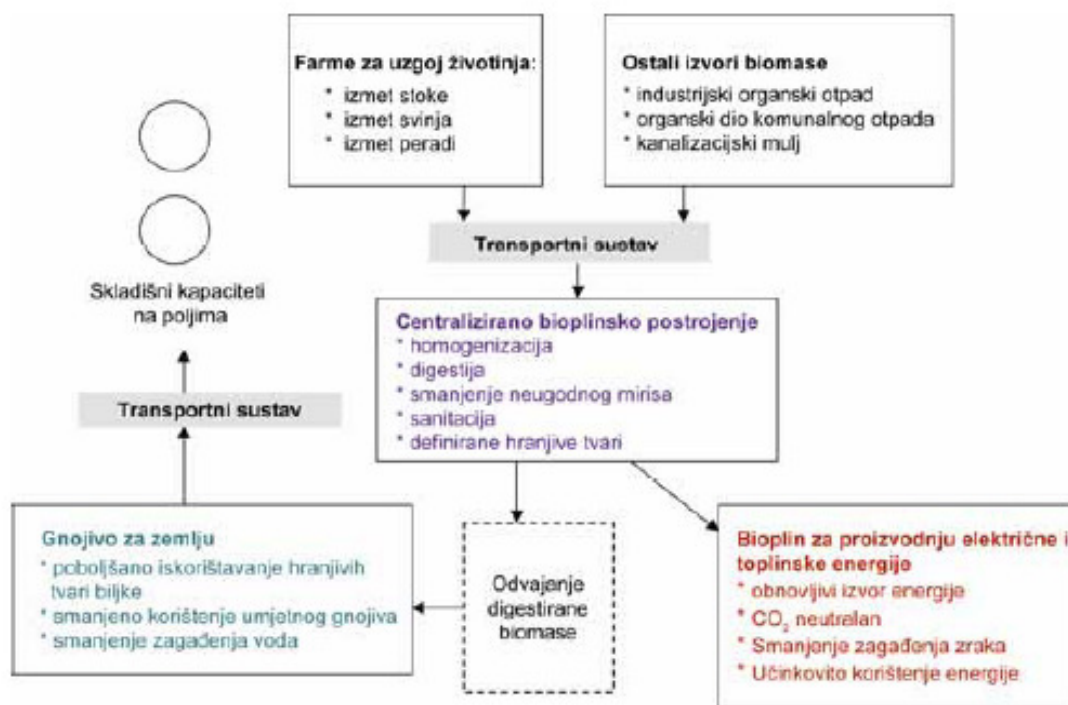 Farme za uzgoj životinja:
* izmet stoke
* izmet svinja
* izmet peradi
Ostali izvori biomase
* industrijski organski otpad
* organski dio komunalnog otpada
* kanalizacijski mulj
Transportni sustav
Skladišni kapaciteti
na poljima
Centralizirano bioplinsko postrojenje
* homogenizacija
* digestija
* smanjenje neugodnog mirisa
* sanitacija
* definirane hranjive tvari
Transportni sustav
Gnojivo za zemlju
* poboljšano iskorištavanje hranjivih
tvari biljke
* smanjeno korištenje umjetnog gnojiva
* smanjenje zagađenja voda
Odvajanje
digestirane
biomase
Bioplin za proizvodnju električne i
toplinske energije
* obnovljivi izvor energije
* CO₂ neutralan
* Smanjenje zagađenja zraka
* Učinkovito korištenje energije